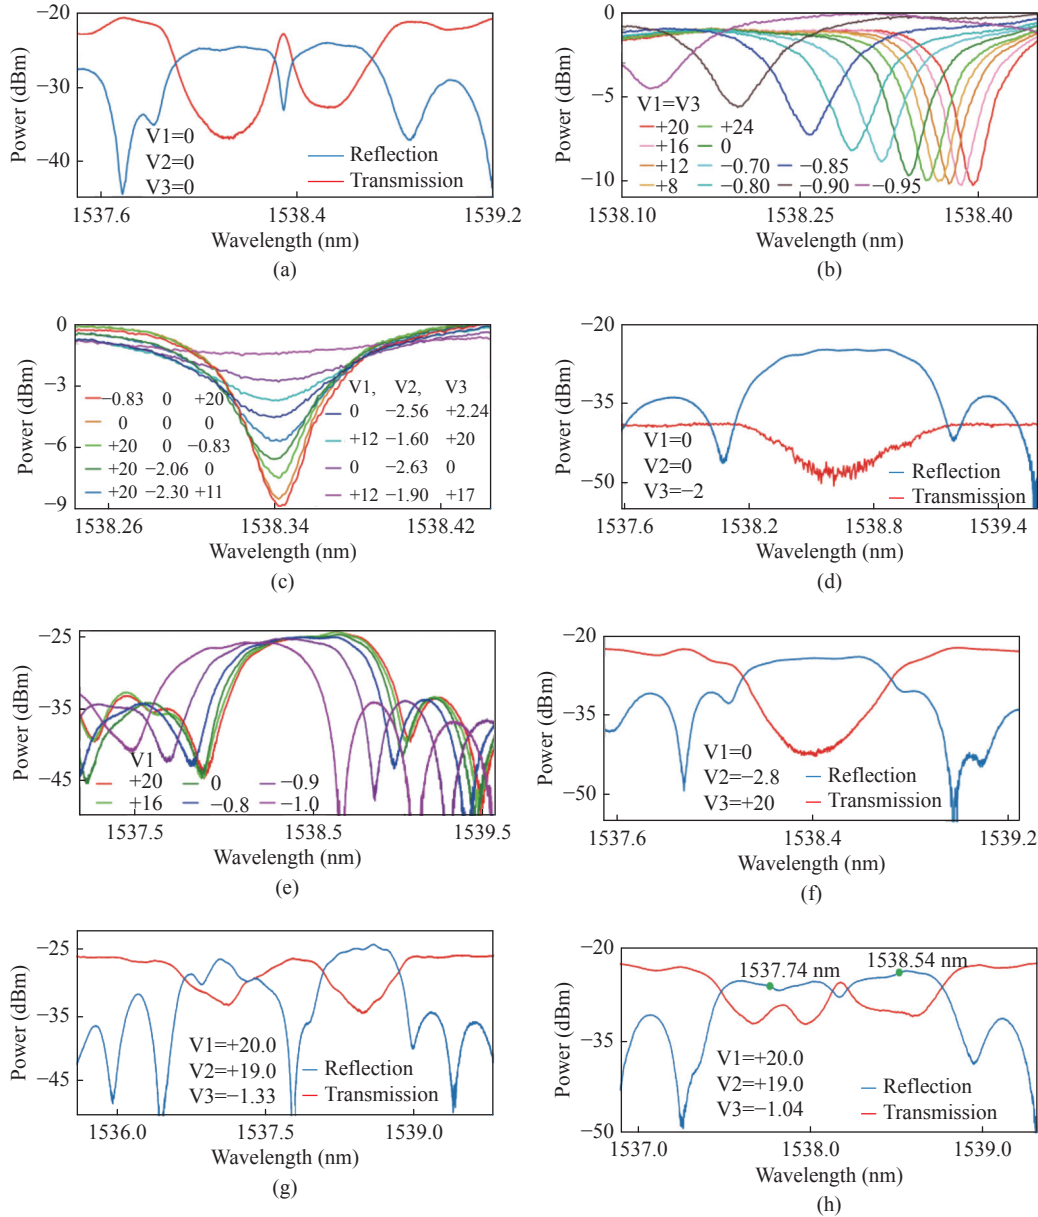 −20
−30
−40
Power (dBm)
V1=0
V2=0
V3=0
Reflection
Transmission
1537.6 1538.4 1539.2
Wavelength (nm)
(a)
0
−5
−10
Power (dBm)
V1=V3
+20 +24
+16 0
+12 −0.70 −0.85
+8 −0.80 −0.90 −0.95
1538.10 1538.25 1538.40
Wavelength (nm)
(b)
0
−3
−6
−9
Power (dBm)
−0.83 0 +20
0 0 0
+20 0 −0.83
+20 −2.06 0
+20 −2.30 +11
V1, V2, V3
0 −2.56 +2.24
+12 −1.60 +20
0 −2.63 0
+12 −1.90 +17
1538.26 1538.34 1538.42
Wavelength (nm)
(c)
−20
−35
−50
Power (dBm)
V1=0
V2=0
V3=−2
Reflection
Transmission
1537.6 1538.2 1538.8 1539.4
Wavelength (nm)
(d)
−25
−35
−45
Power (dBm)
V1
+20 0 −0.9
+16 −0.8 −1.0
1537.5 1538.5 1539.5
Wavelength (nm)
(e)
−20
−35
−50
Power (dBm)
V1=0
V2=−2.8
V3=+20
Reflection
Transmission
1537.6 1538.4 1539.2
Wavelength (nm)
(f)
−25
−35
−45
Power (dBm)
V1=+20.0
V2=+19.0
V3=−1.33
Reflection
Transmission
1536.0 1537.5 1539.0
Wavelength (nm)
(g)
−20
−35
−50
Power (dBm)
1537.74 nm
1538.54 nm
V1=+20.0
V2=+19.0
V3=−1.04
Reflection
Transmission
1537.0 1538.0 1539.0
Wavelength (nm)
(h)